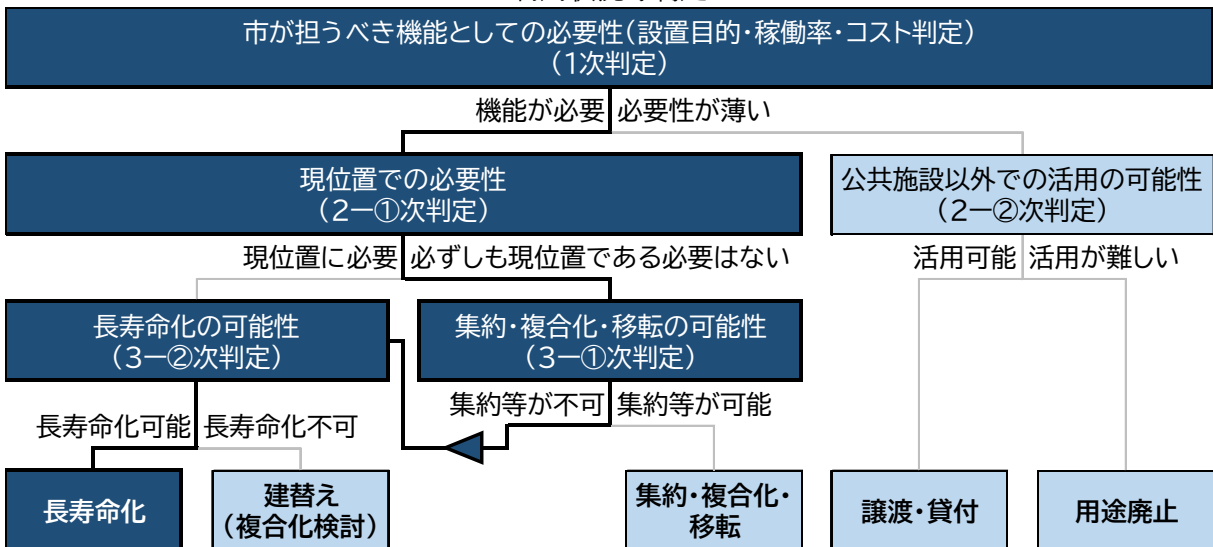 市が担うべき機能としての必要性（設置目的・稼働率・コスト判定）
（１次判定）
機能が必要 必要性が薄い
現位置での必要性
（２ー①次判定）
公共施設以外での活用の可能性
（２ー②次判定）
現位置に必要 必ずしも現位置である必要はない
活用可能 活用が難しい
長寿命化の可能性
（３ー②次判定）
集約・複合化・移転の可能性
（３ー①次判定）
集約等が不可 集約等が可能
長寿命化可能 長寿命化不可
長寿命化
建替え
（複合化検討）
集約・複合化・
移転
譲渡・貸付
用途廃止